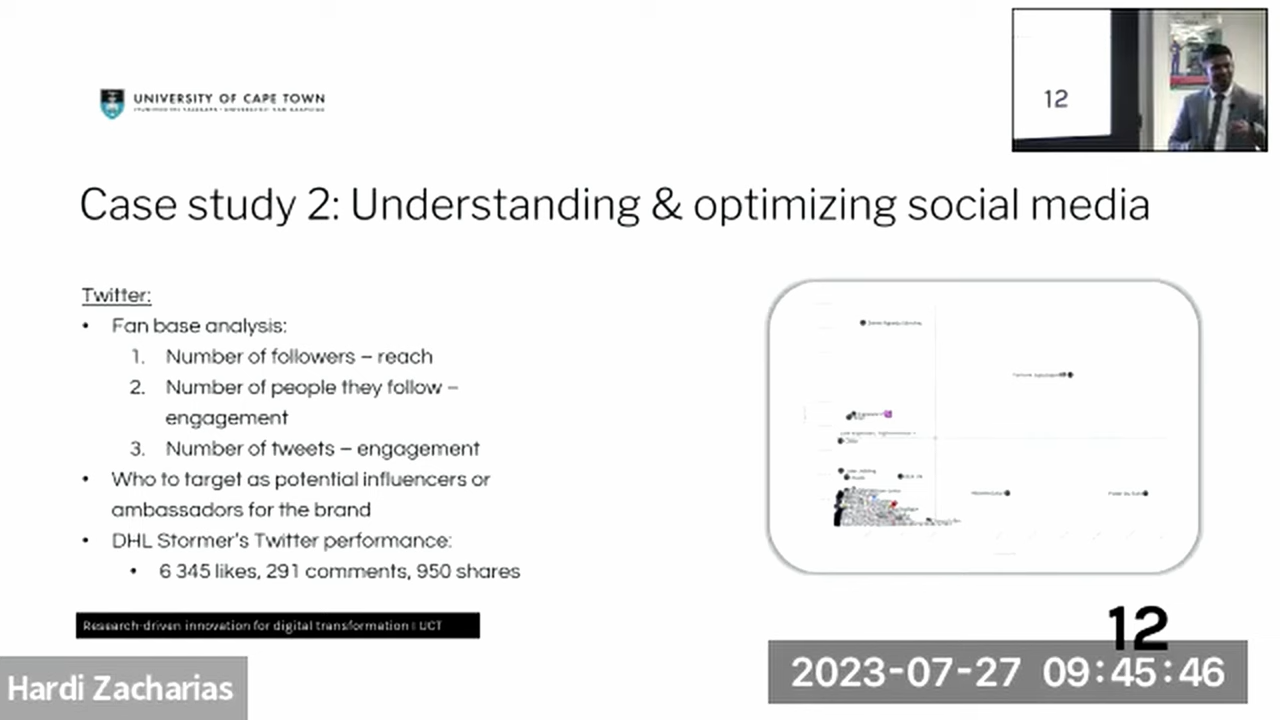 UNIVERSITY OF CAPE TOWN
12
Case study 2: Understanding & optimizing social media
Twitter:
• Fan base analysis:
1. Number of followers – reach
2. Number of people they follow –
engagement
3. Number of tweets – engagement
• Who to target as potential influencers or
ambassadors for the brand
• DHL Stormer's Twitter performance:
• 6 345 likes, 291 comments, 950 shares
Research-driven innovation for digital transformation | UCT
12
Hardi Zacharias
2023-07-27 09:45:46